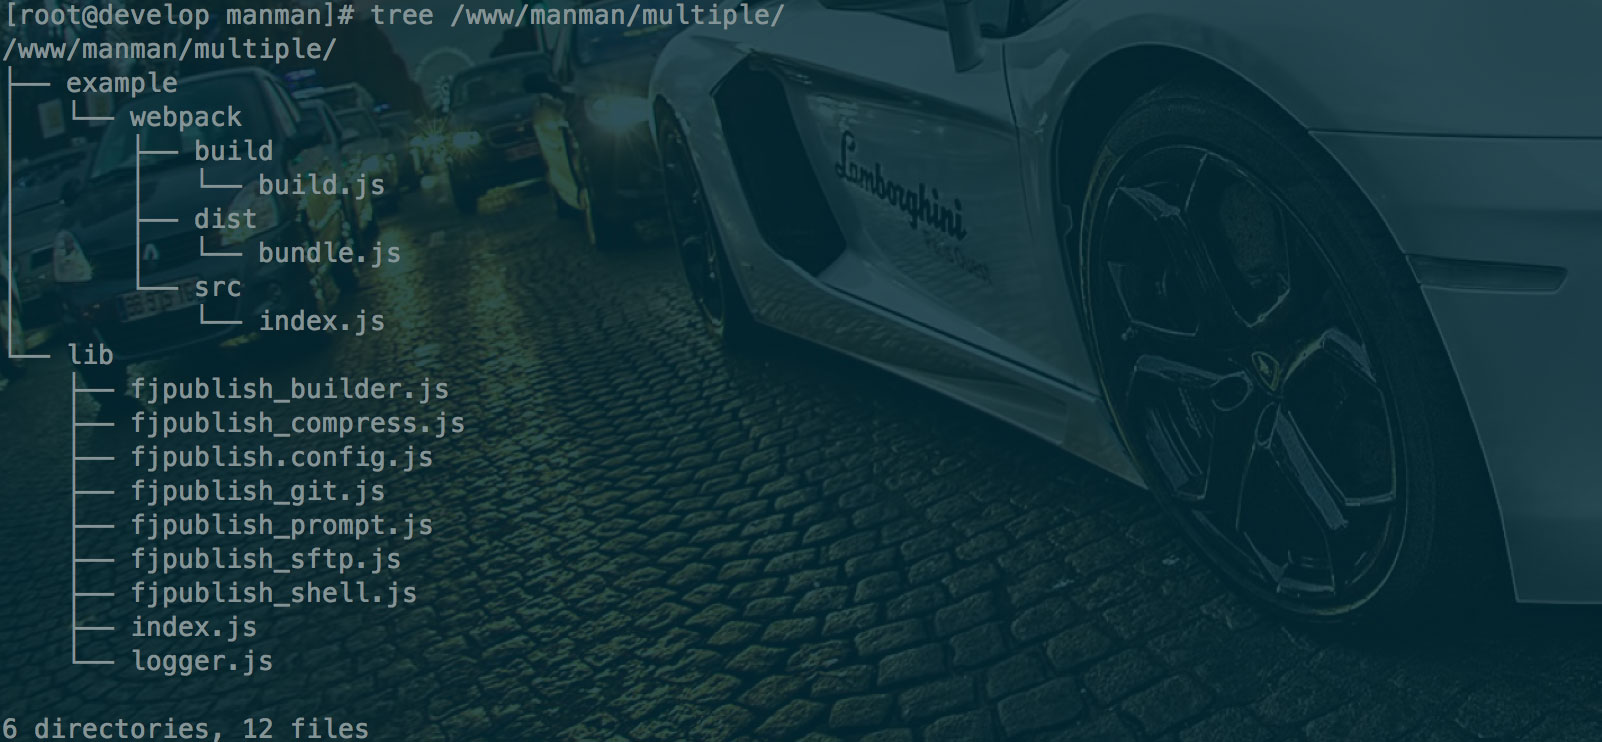 [root@develop manman]# tree /www/manman/multiple/
/www/manman/multiple/
├── example
│   └── webpack
│       ├── build
│       │   └── build.js
│       ├── dist
│       │   └── bundle.js
│       └── src
│           └── index.js
└── lib
    ├── fjpublish_builder.js
    ├── fjpublish_compress.js
    ├── fjpublish.config.js
    ├── fjpublish_git.js
    ├── fjpublish_prompt.js
    ├── fjpublish_sftp.js
    ├── fjpublish_shell.js
    ├── index.js
    └── logger.js
6 directories, 12 files
Lamborghini